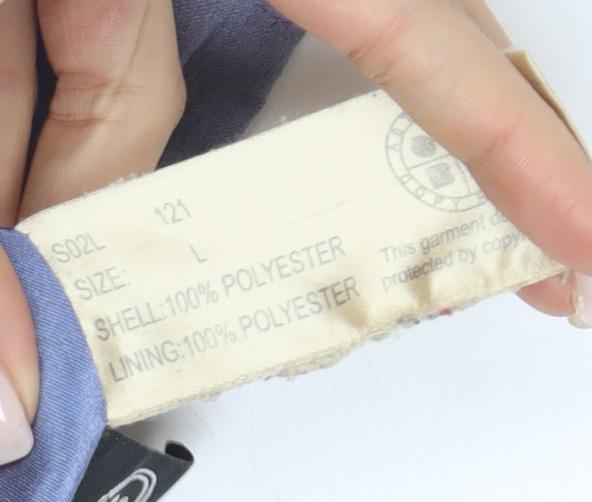 S02L 121
SIZE: L
SHELL:100% POLYESTER
LINING:100% POLYESTER
This garment
protected by